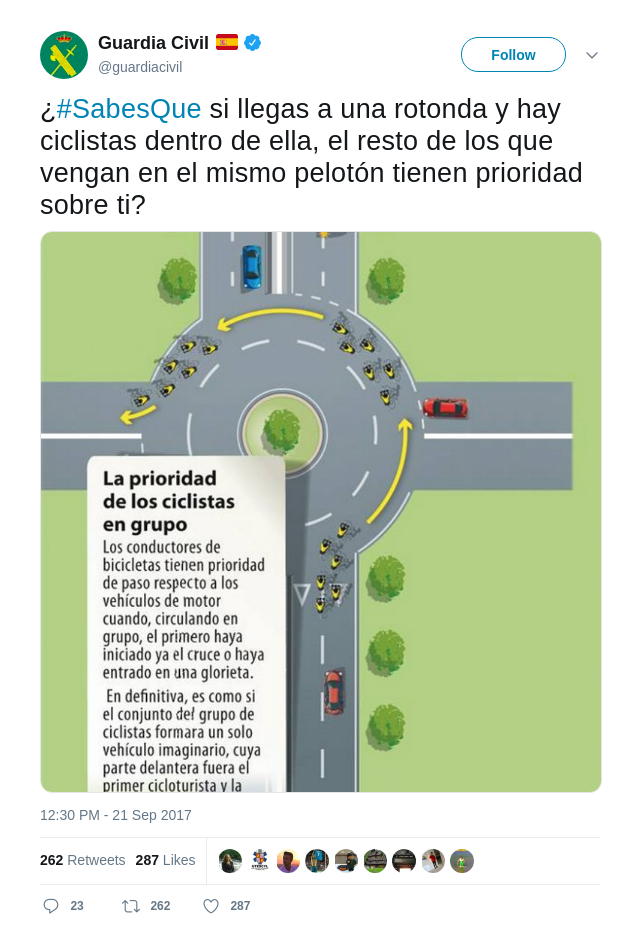 Guardia Civil
@guardiacivil
Follow
¿#SabesQue si llegas a una rotonda y hay
ciclistas dentro de ella, el resto de los que
vengan en el mismo pelotón tienen prioridad
sobre ti?
La prioridad
de los ciclistas
en grupo
Los conductores de
bicicletas tienen prioridad
de paso respecto a los
vehículos de motor
cuando, circulando en
grupo, el primero haya
iniciado ya el cruce o haya
entrado en una glorieta.
En definitiva, es como si
el conjunto del grupo de
ciclistas formara un solo
vehículo imaginario, cuya
parte delantera fuera el
primer cicloturista y la
12:30 PM - 21 Sep 2017
262 Retweets 287 Likes
23 262 287